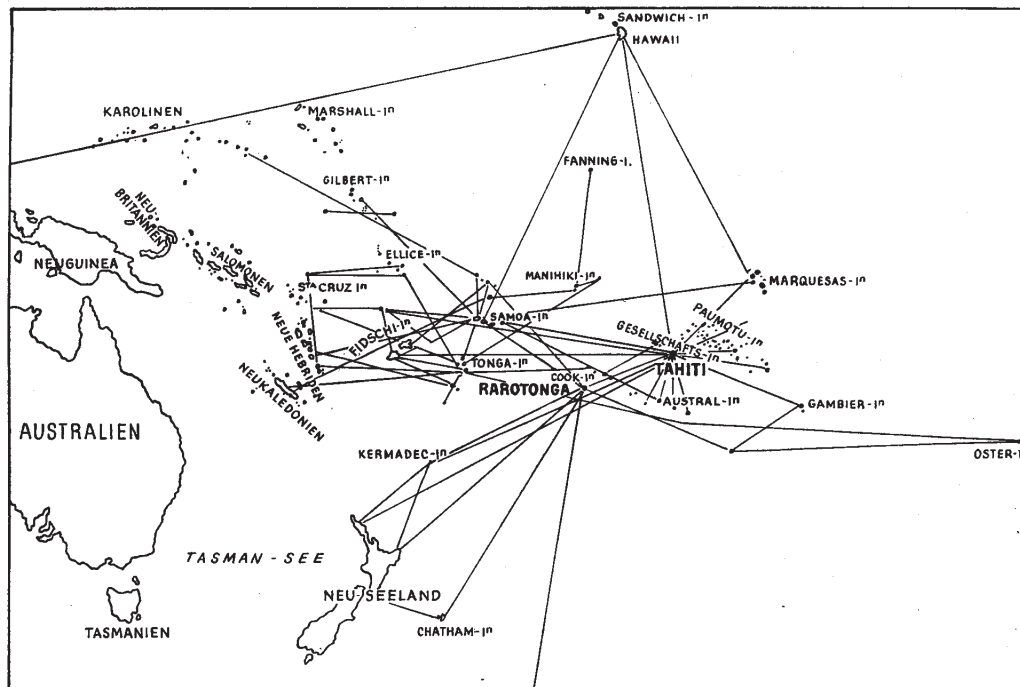 SANDWICH-Iⁿ
HAWAII
KAROLINEN
MARSHALL-Iⁿ
FANNING-I.
GILBERT-Iⁿ
NEU-
BRITANNIEN
NEUGUINEA
SALOMONEN
ELLICE-Iⁿ
MANIHIKI-Iⁿ
MARQUESAS-Iⁿ
Sᵗᵃ CRUZ Iⁿ
SAMOA-Iⁿ
PAUMOTU-Iⁿ
GESELLSCHAFTS-Iⁿ
FIDSCHI-Iⁿ
NEUE HEBRIDEN
TONGA-Iⁿ
TAHITI
COOK-Iⁿ
RAROTONGA
NEUKALEDONIEN
AUSTRAL-Iⁿ
GAMBIER-Iⁿ
AUSTRALIEN
KERMADEC-Iⁿ
OSTER-I
TASMAN-SEE
NEU-SEELAND
CHATHAM-Iⁿ
TASMANIEN